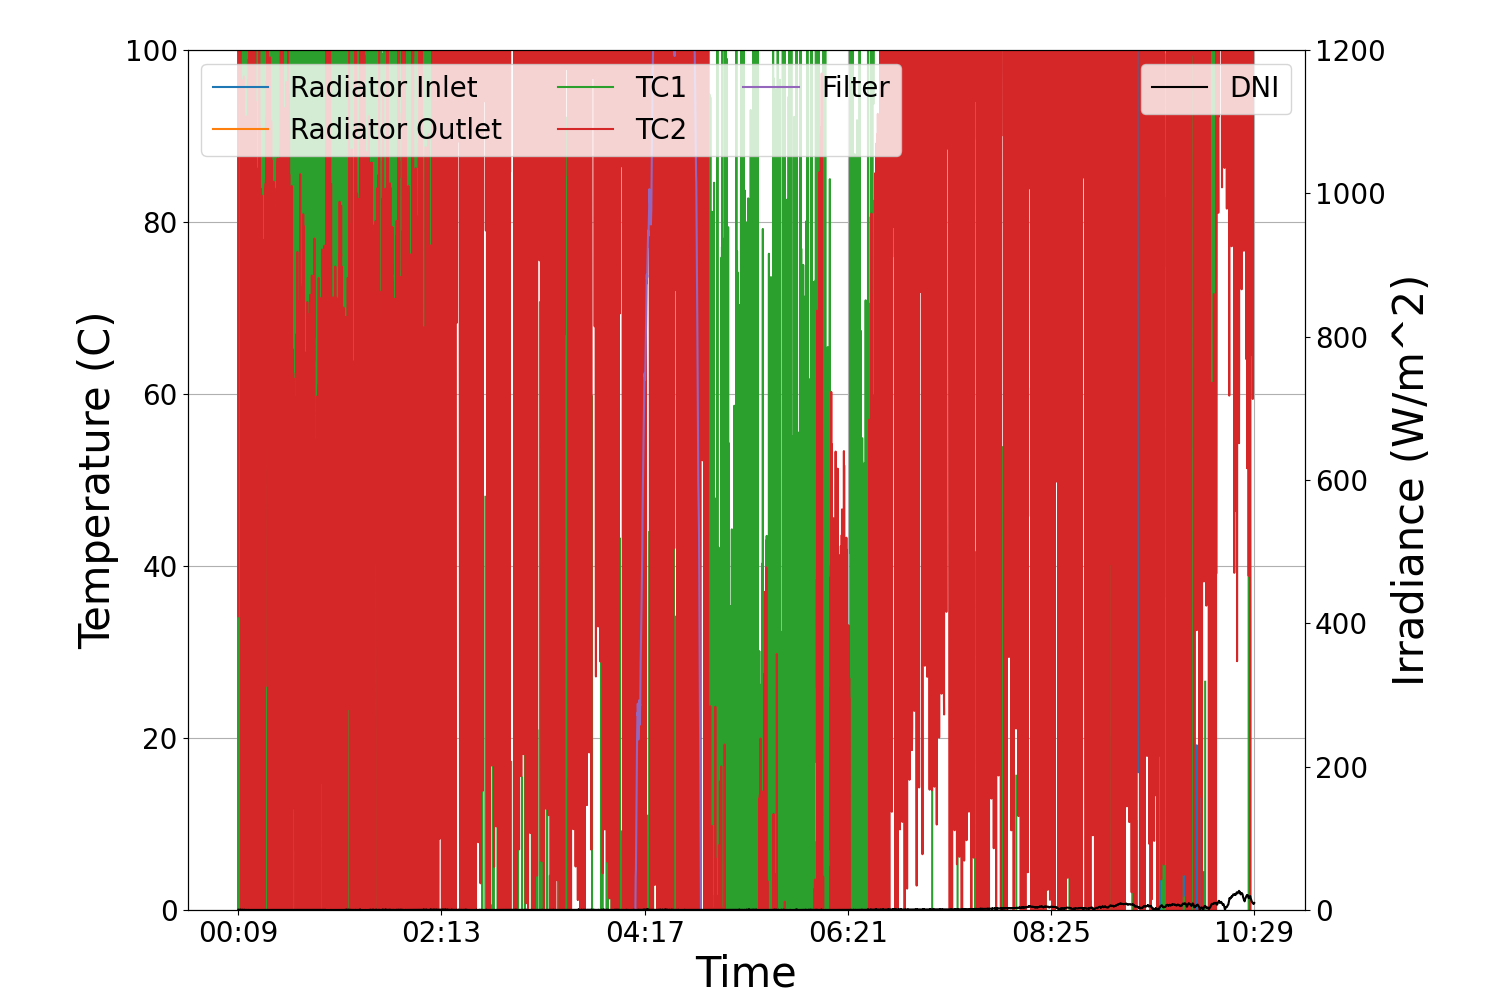 Radiator Inlet
Radiator Outlet
TC1
TC2
Filter
DNI
100
80
60
40
20
0
Temperature (C)
1200
1000
800
600
400
200
0
Irradiance (W/m^2)
00:09 02:13 04:17 06:21 08:25 10:29
Time